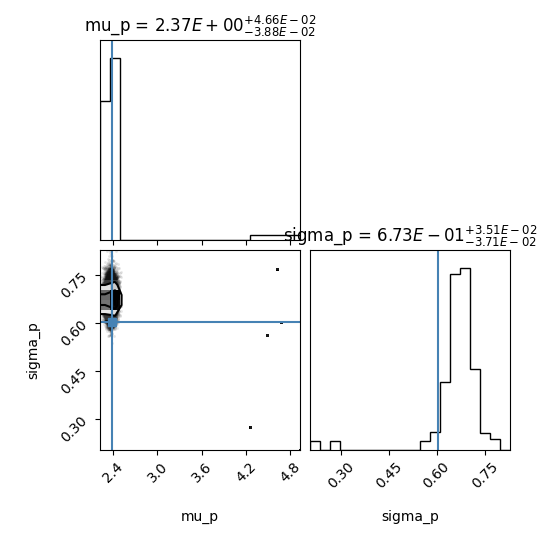 mu_p = 2.37E + 00+4.66E − 02 −3.88E − 02
sigma_p = 6.73E − 01+3.51E − 02 −3.71E − 02
0.75
0.60
0.45
0.30
sigma_p
2.4 3.0 3.6 4.2 4.8
0.30 0.45 0.60 0.75
mu_p
sigma_p